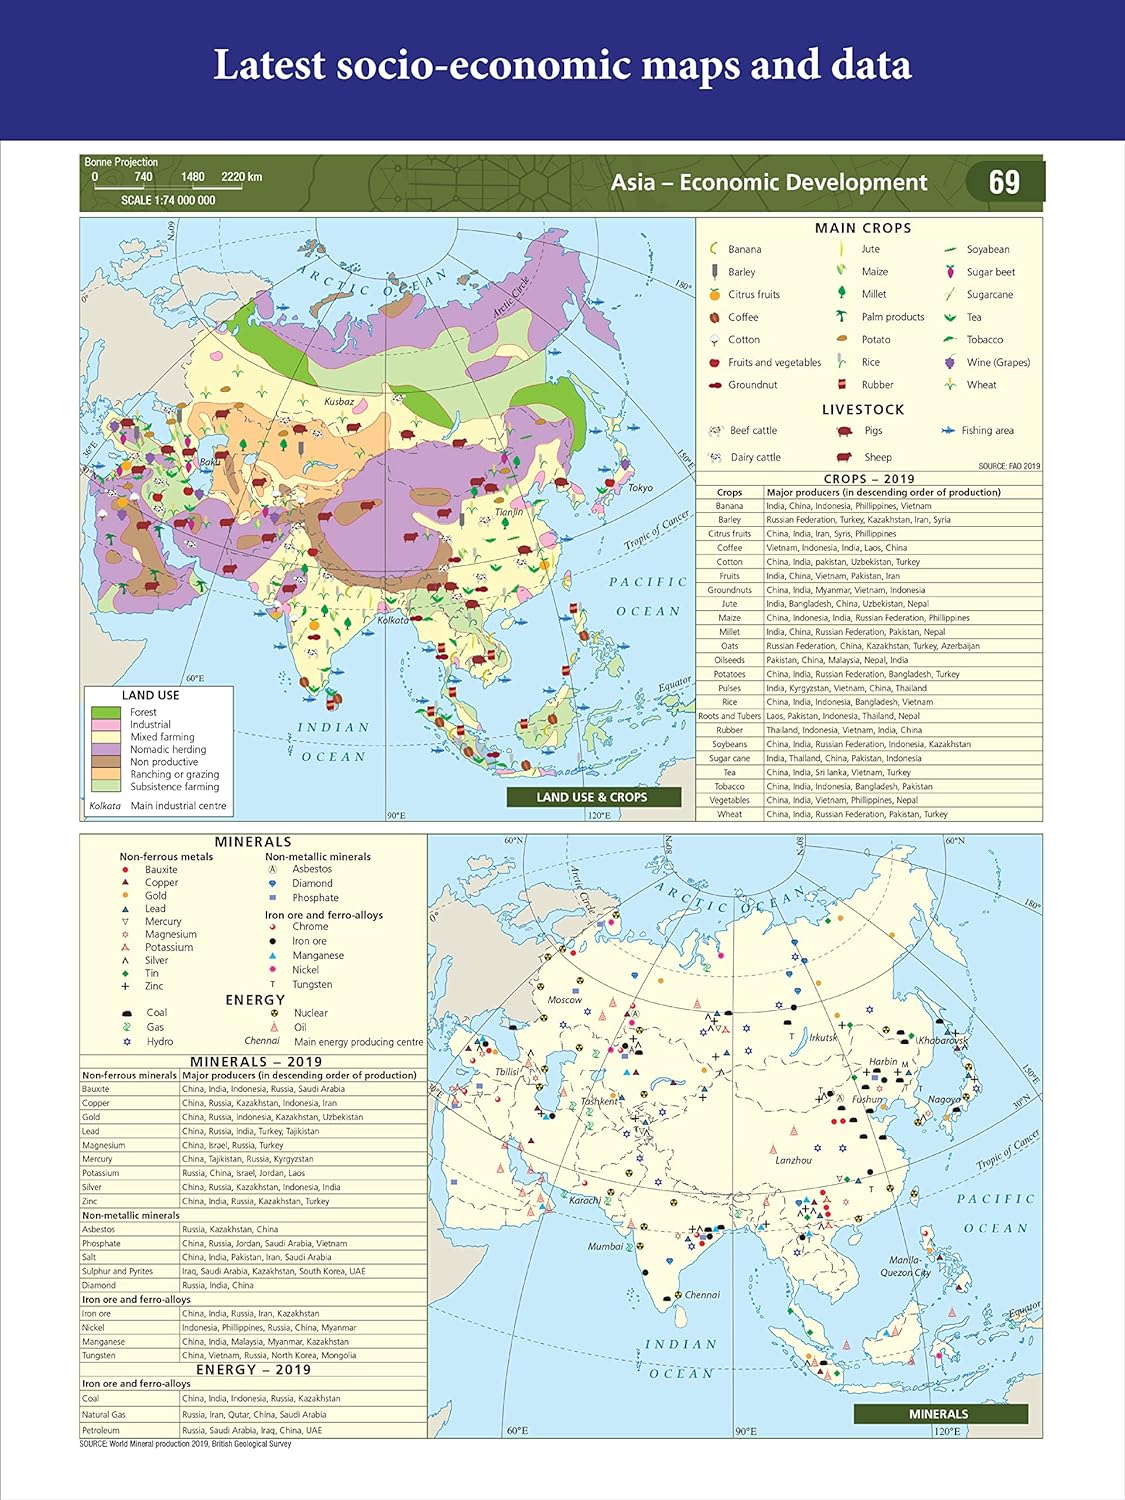 Latest socio-economic maps and data
Bonne Projection
0 740 1480 2220 km
SCALE 1:74 000 000
Asia – Economic Development
69
60°N
ARCTIC OCEAN
Arctic Circle
180°
0°
Kusbaz
30°E
Baku
150°E
Tokyo
Tianjin
Tropic of Cancer
PACIFIC
OCEAN
Kolkata
60°E
Equator
INDIAN
OCEAN
90°E
120°E
LAND USE
Forest
Industrial
Mixed farming
Nomadic herding
Non productive
Ranching or grazing
Subsistence farming
Kolkata Main industrial centre
LAND USE & CROPS
MAIN CROPS
Banana Jute Soyabean
Barley Maize Sugar beet
Citrus fruits Millet Sugarcane
Coffee Palm products Tea
Cotton Potato Tobacco
Fruits and vegetables Rice Wine (Grapes)
Groundnut Rubber Wheat
LIVESTOCK
Beef cattle Pigs Fishing area
Dairy cattle Sheep
SOURCE: FAO 2019
CROPS – 2019
Crops Major producers (in descending order of production)
Banana India, China, Indonesia, Phillippines, Vietnam
Barley Russian Federation, Turkey, Kazakhstan, Iran, Syria
Citrus fruits China, India, Iran, Syris, Phillippines
Coffee Vietnam, Indonesia, India, Laos, China
Cotton China, India, pakistan, Uzbekistan, Turkey
Fruits India, China, Vietnam, Pakistan, Iran
Groundnuts China, India, Myanmar, Vietnam, Indonesia
Jute India, Bangladesh, China, Uzbekistan, Nepal
Maize China, Indonesia, India, Russian Federation, Phillippines
Millet India, China, Russian Federation, Pakistan, Nepal
Oats Russian Federation, China, Kazakhstan, Turkey, Azerbaijan
Oilseeds Pakistan, China, Malaysia, Nepal, India
Potatoes China, India, Russian Federation, Bangladesh, Turkey
Pulses India, Kyrgyzstan, Vietnam, China, Thailand
Rice China, India, Indonesia, Bangladesh, Vietnam
Roots and Tubers Laos, Pakistan, Indonesia, Thailand, Nepal
Rubber Thailand, Indonesia, Vietnam, India, China
Soybeans China, India, Russian Federation, Indonesia, Kazakhstan
Sugar cane India, Thailand, China, Pakistan, Indonesia
Tea China, India, Sri lanka, Vietnam, Turkey
Tobacco China, India, Indonesia, Bangladesh, Pakistan
Vegetables China, India, Vietnam, Phillippines, Nepal
Wheat China, India, Russian Federation, Pakistan, Turkey
MINERALS
Non-ferrous metals Non-metallic minerals
Bauxite Asbestos
Copper Diamond
Gold Phosphate
Lead Iron ore and ferro-alloys
Mercury Chrome
Magnesium Iron ore
Potassium Manganese
Silver Nickel
Tin Tungsten
Zinc
ENERGY
Coal Nuclear
Gas Oil
Hydro Chennai Main energy producing centre
MINERALS – 2019
Non-ferrous minerals Major producers (in descending order of production)
Bauxite China, India, Indonesia, Russia, Saudi Arabia
Copper China, Russia, Kazakhstan, Indonesia, Iran
Gold China, Russia, Indonesia, Kazakhstan, Uzbekistan
Lead China, Russia, India, Turkey, Tajikistan
Magnesium China, Israel, Russia, Turkey
Mercury China, Tajikistan, Russia, Kyrgyzstan
Potassium Russia, China, Israel, Jordan, Laos
Silver China, Russia, Kazakhstan, Indonesia, India
Zinc China, India, Russia, Kazakhstan, Turkey
Non-metallic minerals
Asbestos Russia, Kazakhstan, China
Phosphate China, Russia, Jordan, Saudi Arabia, Vietnam
Salt China, India, Pakistan, Iran, Saudi Arabia
Sulphur and Pyrites Iraq, Saudi Arabia, Kazakhstan, South Korea, UAE
Diamond Russia, India, China
Iron ore and ferro-alloys
Iron ore China, India, Russia, Iran, Kazakhstan
Nickel Indonesia, Phillippines, Russia, China, Myanmar
Manganese China, India, Malaysia, Myanmar, Kazakhstan
Tungsten China, Vietnam, Russia, North Korea, Mongolia
ENERGY – 2019
Iron ore and ferro-alloys
Coal China, India, Indonesia, Russia, Kazakhstan
Natural Gas Russia, Iran, Qutar, China, Saudi Arabia
Petroleum Russia, Saudi Arabia, Iraq, China, UAE
SOURCE: World Mineral production 2019, British Geological Survey
60°N 80°N 80°N 60°N
Arctic Circle
ARCTIC OCEAN
180°
0°
Moscow
Irkutsk
Khabarovsk
Harbin
Tbilisi
Tashkent
Fushun
Nagoya
150°E
30°N
Tropic of Cancer
Lanzhou
Karachi
PACIFIC
OCEAN
Mumbai
Manila-
Quezon City
Chennai
Equator
INDIAN
OCEAN
MINERALS
60°E
90°E
120°E